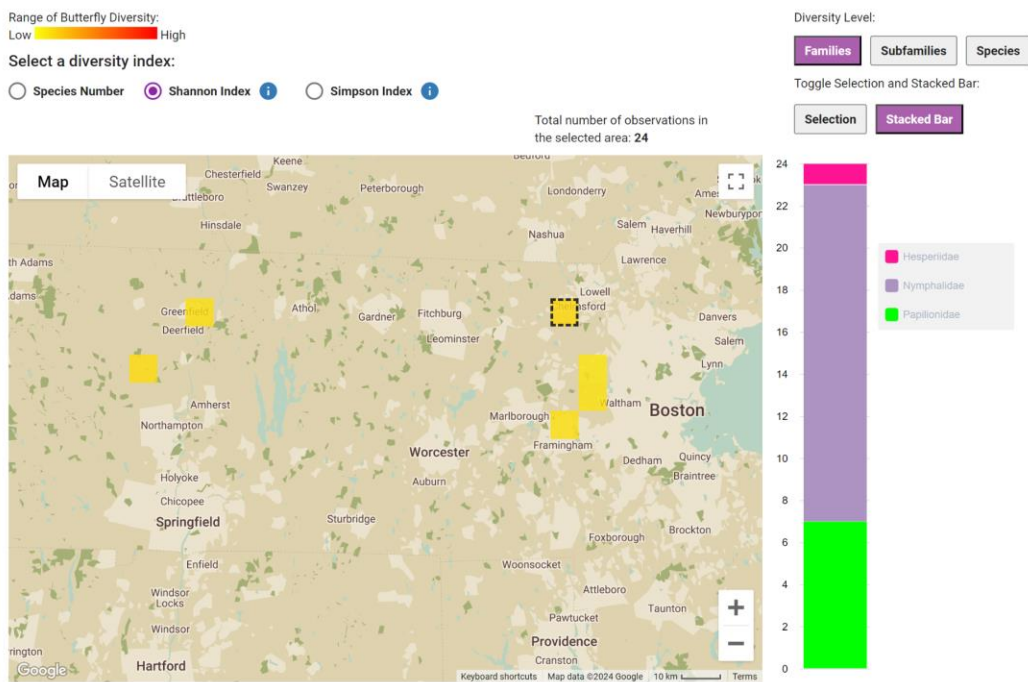 Range of Butterfly Diversity:
Low High
Select a diversity index:
Species Number Shannon Index i Simpson Index i
Total number of observations in
the selected area: 24
Diversity Level:
Families Subfamilies Species
Toggle Selection and Stacked Bar:
Selection Stacked Bar
Map Satellite
Keene
Chesterfield
Swanzey
Peterborough
Londonderry
Hinsdale
Nashua
Salem
Haverhill
Newburypor
Lawrence
th Adams
dams
Greenfield
Deerfield
Athol
Gardner
Fitchburg
Leominster
Lowell
Danvers
Salem
Lynn
Amherst
Northampton
Marlborough
Waltham
Boston
Framingham
Worcester
Auburn
Dedham
Quincy
Braintree
Holyoke
Chicopee
Springfield
Sturbridge
Brockton
Foxborough
Enfield
Woonsocket
Windsor
Locks
Attleboro
Taunton
Windsor
Pawtucket
Providence
Cranston
rrington
Hartford
Google
Keyboard shortcuts Map data ©2024 Google 10 km Terms
24
22
20
18
16
14
12
10
8
6
4
2
0
Hesperiidae
Nymphalidae
Papilionidae